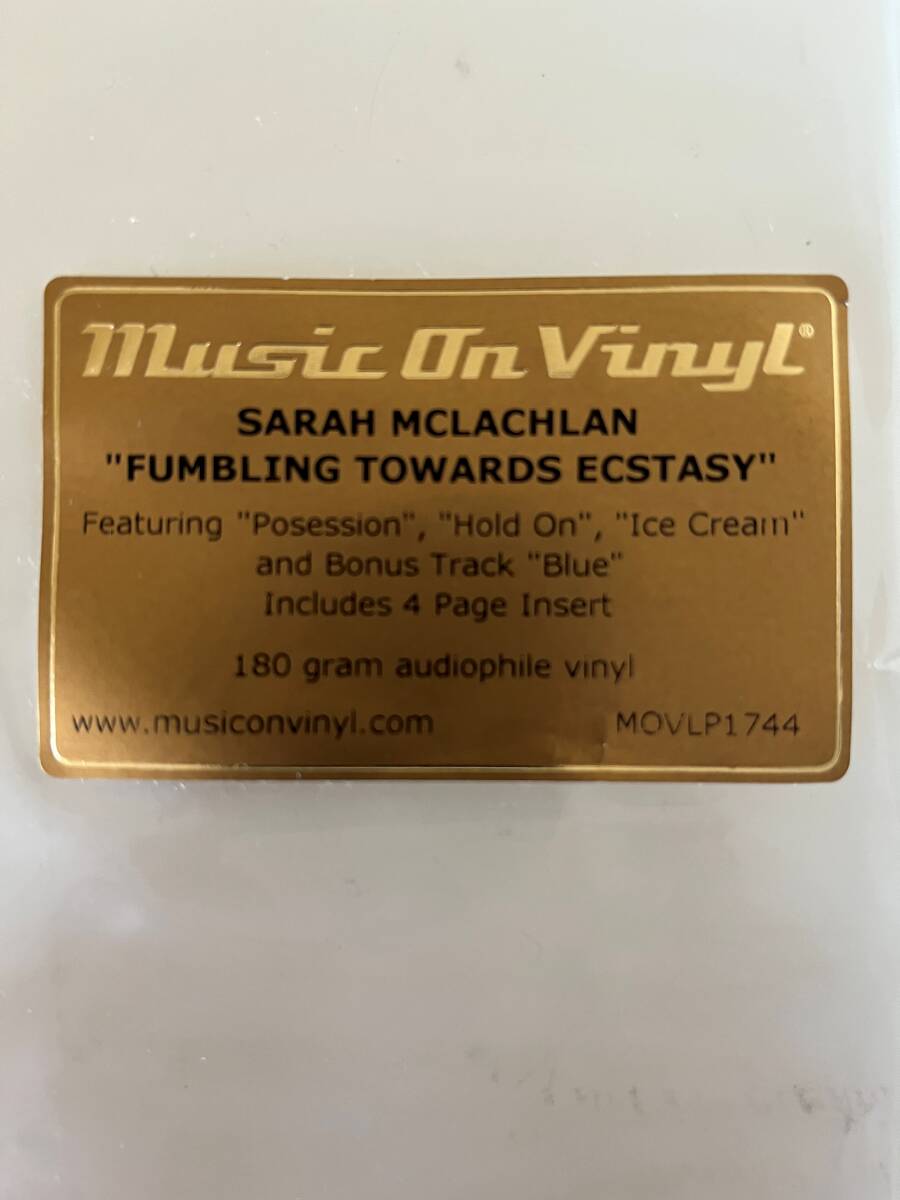 Music On Vinyl®
SARAH MCLACHLAN
"FUMBLING TOWARDS ECSTASY"
Featuring "Posession", "Hold On", "Ice Cream"
and Bonus Track "Blue"
Includes 4 Page Insert
180 gram audiophile vinyl
www.musiconvinyl.com
MOVLP1744